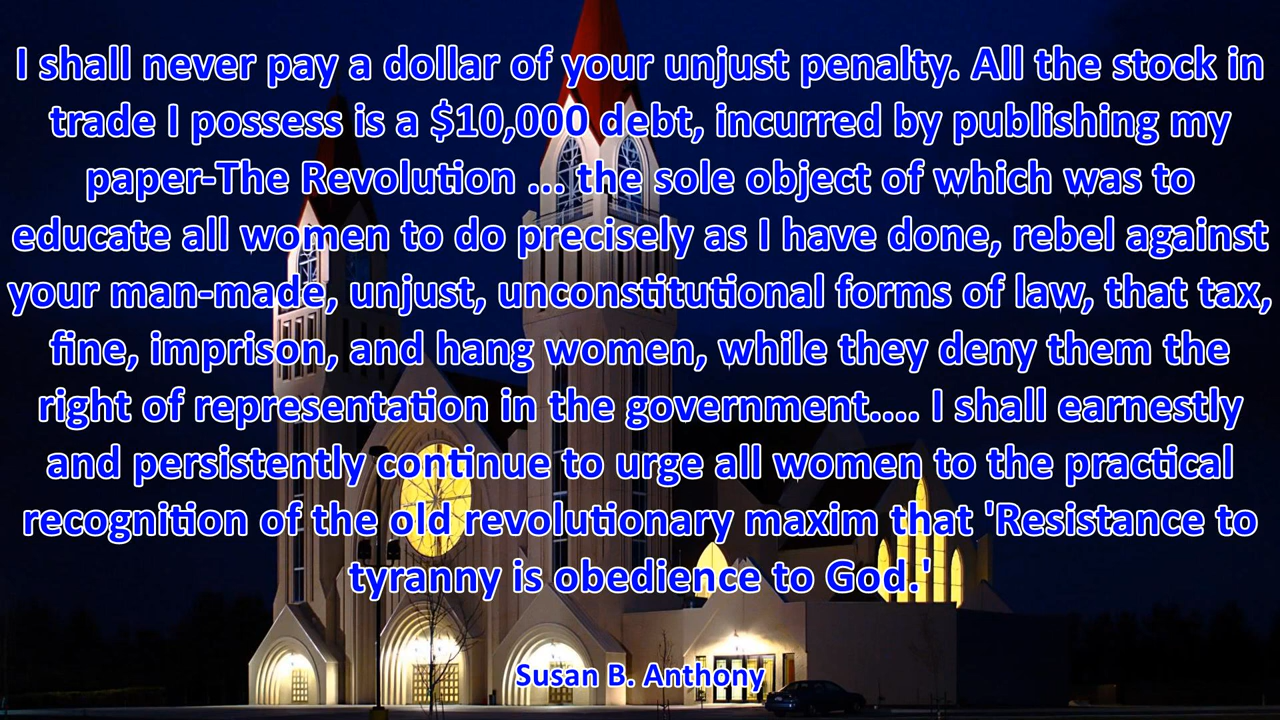 I shall never pay a dollar of your unjust penalty. All the stock in
trade I possess is a $10,000 debt, incurred by publishing my
paper-The Revolution ... the sole object of which was to
educate all women to do precisely as I have done, rebel against
your man-made, unjust, unconstitutional forms of law, that tax,
fine, imprison, and hang women, while they deny them the
right of representation in the government.... I shall earnestly
and persistently continue to urge all women to the practical
recognition of the old revolutionary maxim that 'Resistance to
tyranny is obedience to God.'
Susan B. Anthony